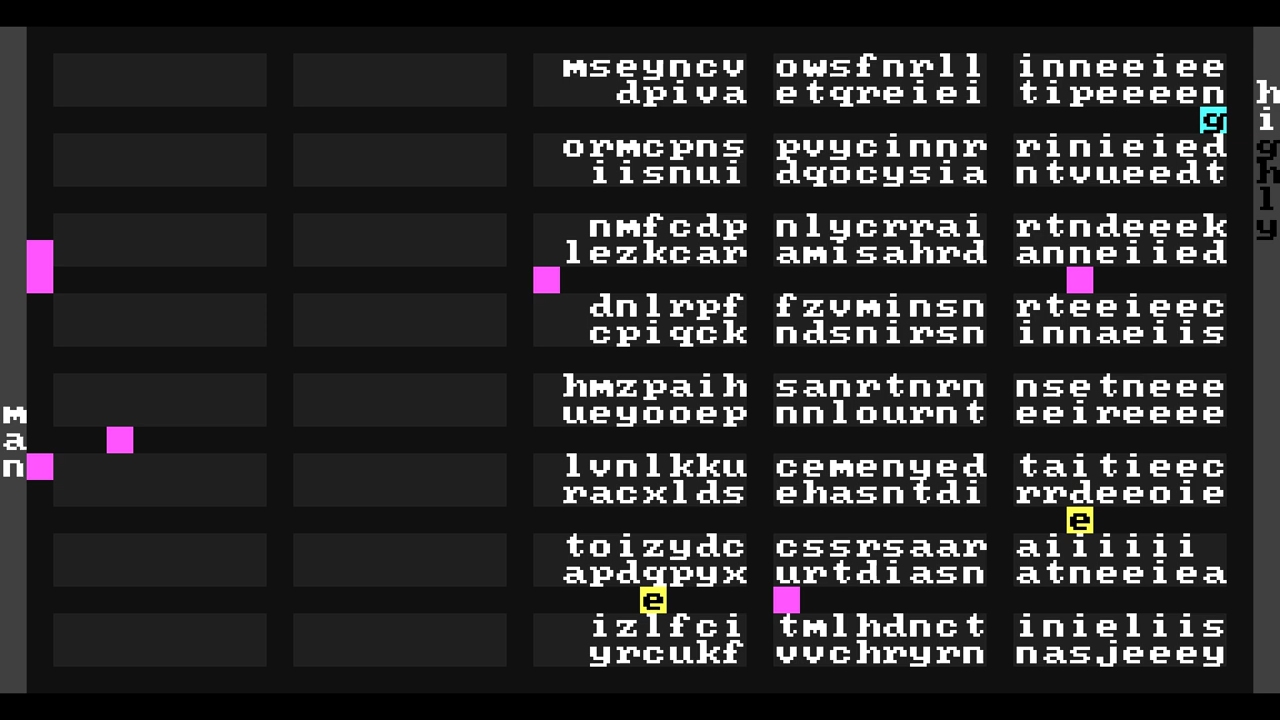 mseyncv owsfnrll inneeiee
dpiva etqreiei tipeeeen
g
ormcpns pvycinnr rinieied
iisnui dqocysia ntvueedt
nmfcdp nlycrrai rtndeeek
lezkcar amisahrd anneiied
dnlrpf fzvminsn rteeieec
cpiqck ndsnirsn innaeiis
hmzpaih sanrtnrn nsetneee
ueyooep nnlournt eeireeee
lvnlkku cemenyed taitieec
racxlds ehasntdi rrdeeoie
e
toizydc cssrsaar aiiiiii
apdqpyx urtdiasn atneeiea
e
izlfci tmlhdnct inieliis
yrcukf vvchryrn nasjeeey
man
highly